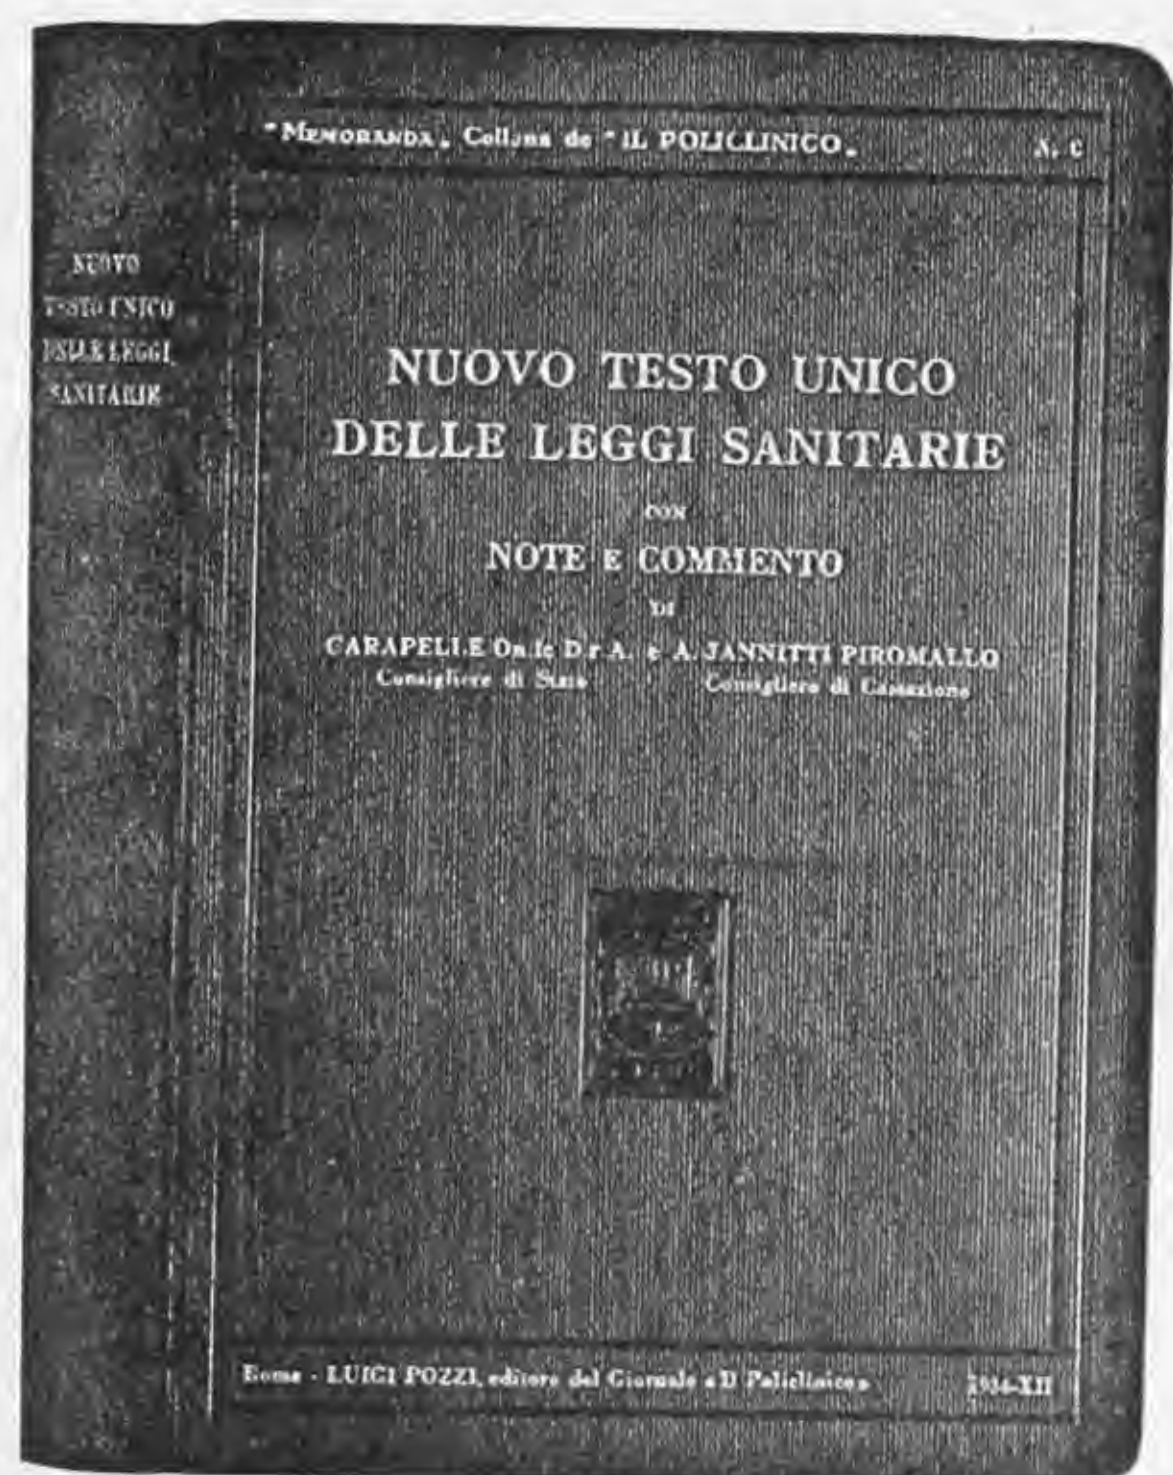 "MEMORANDA„ Collana de "IL POLICLINICO„
NUOVO
TESTO UNICO
DELLE LEGGI
SANITARIE
NUOVO TESTO UNICO
DELLE LEGGI SANITARIE
CON
NOTE E COMMENTO
DI
CARAPELLE On.le D.r A. e A. JANNITTI PIROMALLO
Consigliere di Stato Consigliere di Cassazione
Roma - LUIGI POZZI, editore del Giornale «Il Policlinico» 1934-XII